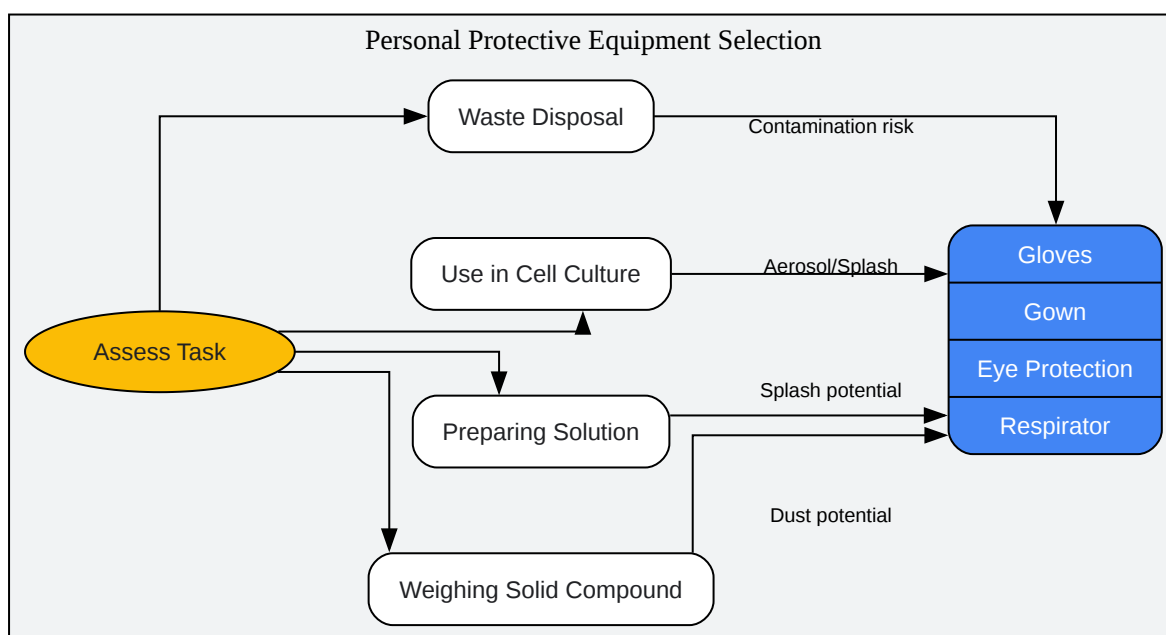 Personal Protective Equipment Selection
Waste Disposal
Contamination risk
Gloves
Use in Cell Culture
Aerosol/Splash
Gown
Assess Task
Eye Protection
Splash potential
Preparing Solution
Respirator
Dust potential
Weighing Solid Compound